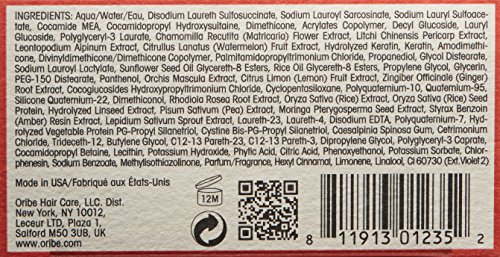 INGREDIENTS: Aqua/Water/Eau, Disodium Laureth Sulfosuccinate, Sodium Lauroyl Sarcosinate, Sodium Lauryl Sulfoace-
tate, Cocamide MEA, Cocamidopropyl Hydroxysultaine, Dimethicone, Acrylates Copolymer, Decyl Glucoside, Lauryl
Glucoside, Polyglyceryl-3 Laurate, Chamomilla Recutita (Matricaria) Flower Extract, Litchi Chinensis Pericarp Extract,
Leontopodium Alpinum Extract, Citrullus Lanatus (Watermelon) Fruit Extract, Hydrolyzed Keratin, Keratin, Amodimethi-
cone, Divinyldimethicone/Dimethicone Copolymer, Palmitamidopropyltrimonium Chloride, Propanediol, Glycol Distearate,
Sodium Lauroyl Lactylate, Sunflower Seed Oil Glycereth-8 Esters, Rice Oil Glycereth-8 Esters, Propylene Glycol, Glycerin,
PEG-150 Distearate, Panthenol, Orchis Mascula Extract, Citrus Limon (Lemon) Fruit Extract, Zingiber Officinale (Ginger)
Root Extract, Cocoglucosides Hydroxypropyltrimonium Chloride, Cyclopentasiloxane, Polyquaternium-10, Quaternium-95,
Silicone Quaternium-22, Dimethiconol, Rhodiola Rosea Root Extract, Oryza Sativa (Rice) Extract, Oryza Sativa (Rice) Seed
Protein, Hydrolyzed Linseed Extract, Pisum Sativum (Pea) Extract, Moringa Pterygosperma Seed Extract, Styrax Benzoin
(Amber) Resin Extract, Lepidium Sativum Sprout Extract, Laureth-23, Laureth-4, Disodium EDTA, Polyquaternium-7, Hy-
drolyzed Vegetable Protein PG-Propyl Silanetriol, Cystine Bis-PG-Propyl Silanetriol, Caesalpinia Spinosa Gum, Cetrimonium
Chloride, Trideceth-12, Butylene Glycol, C12-13 Pareth-23, C12-13 Pareth-3, Dipropylene Glycol, Polyglyceryl-3 Caprate,
Cocamidopropyl Betaine, Lecithin, Potassium Hydroxide, Phytic Acid, Citric Acid, Phenoxyethanol, Potassium Sorbate, Chlor-
phenesin, Sodium Benzoate, Methylisothiazolinone, Parfum/Fragrance, Hexyl Cinnamal, Limonene, Linalool, CI 60730 (Ext.Violet 2)
Made in USA/Fabriqué aux États-Unis
Oribe Hair Care, LLC. Dist.
New York, NY 10012,
Leceur LTD, Plaza 1,
Salford M50 3UB, UK
www.oribe.com
12M
8 11913 01235 2